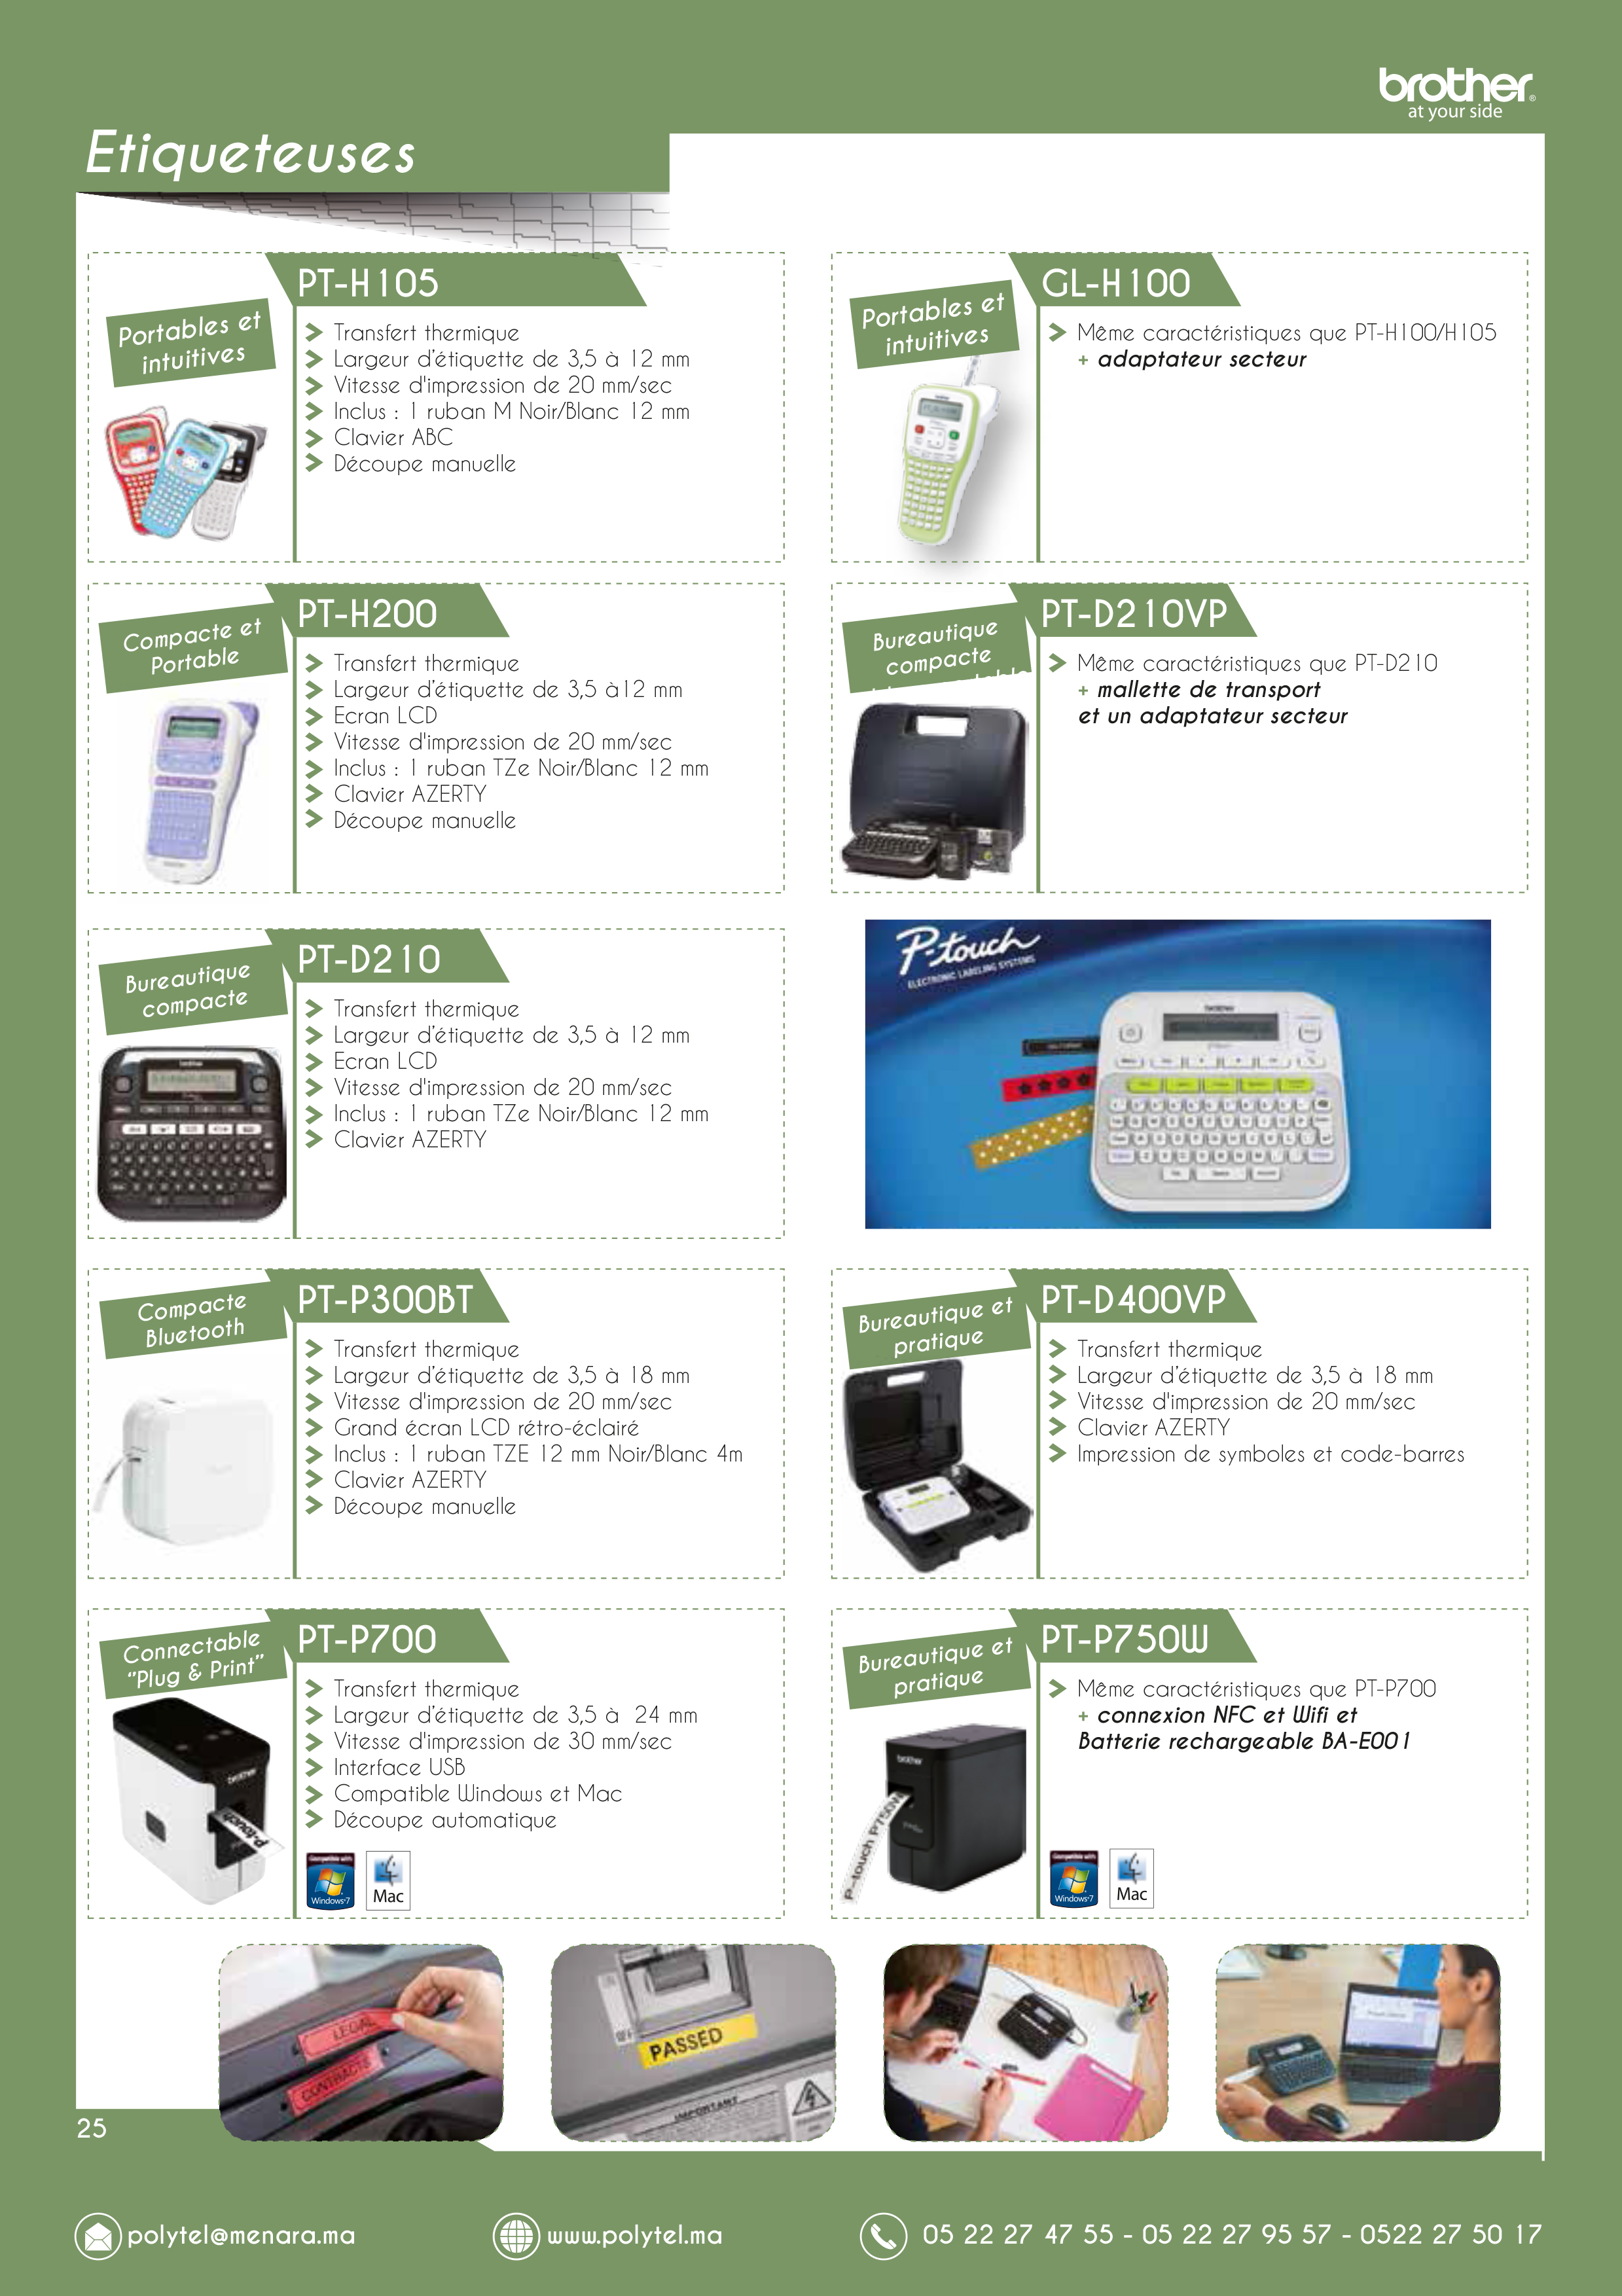 brother
at your side
Etiqueteuses
PT-H105
Portables et
intuitives
Transfert thermique
Largeur d'étiquette de 3,5 à 12 mm
Vitesse d'impression de 20 mm/sec
Inclus : 1 ruban M Noir/Blanc 12 mm
Clavier ABC
Découpe manuelle
GL-H100
Portables et
intuitives
Même caractéristiques que PT-H100/H105
+ adaptateur secteur
PT-H200
Compacte et
Portable
Transfert thermique
Largeur d'étiquette de 3,5 à12 mm
Ecran LCD
Vitesse d'impression de 20 mm/sec
Inclus : 1 ruban TZe Noir/Blanc 12 mm
Clavier AZERTY
Découpe manuelle
PT-D210VP
Bureautique
compacte
Même caractéristiques que PT-D210
+ mallette de transport
et un adaptateur secteur
PT-D210
Bureautique
compacte
Transfert thermique
Largeur d'étiquette de 3,5 à 12 mm
Ecran LCD
Vitesse d'impression de 20 mm/sec
Inclus : 1 ruban TZe Noir/Blanc 12 mm
Clavier AZERTY
brother
P-touch
ELECTRONIC LABELING SYSTEMS
brother
PT-P300BT
Compacte
Bluetooth
Transfert thermique
Largeur d'étiquette de 3,5 à 18 mm
Vitesse d'impression de 20 mm/sec
Grand écran LCD rétro-éclairé
Inclus : 1 ruban TZE 12 mm Noir/Blanc 4m
Clavier AZERTY
Découpe manuelle
PT-D400VP
Bureautique et
pratique
Transfert thermique
Largeur d'étiquette de 3,5 à 18 mm
Vitesse d'impression de 20 mm/sec
Clavier AZERTY
Impression de symboles et code-barres
PT-P700
Connectable
"Plug & Print"
Transfert thermique
Largeur d'étiquette de 3,5 à 24 mm
Vitesse d'impression de 30 mm/sec
Interface USB
Compatible Windows et Mac
Découpe automatique
brother
P-touch
Compatible with
Windows 7
Mac
PT-P750W
Bureautique et
pratique
Même caractéristiques que PT-P700
+ connexion NFC et Wifi et
Batterie rechargeable BA-E001
brother
P-touch P750W
Compatible with
Windows 7
Mac
LEGAL
CONTRACTS
OFF
PASSED
IMPORTANT
25
polytel@menara.ma
www.polytel.ma
05 22 27 47 55 - 05 22 27 95 57 - 0522 27 50 17